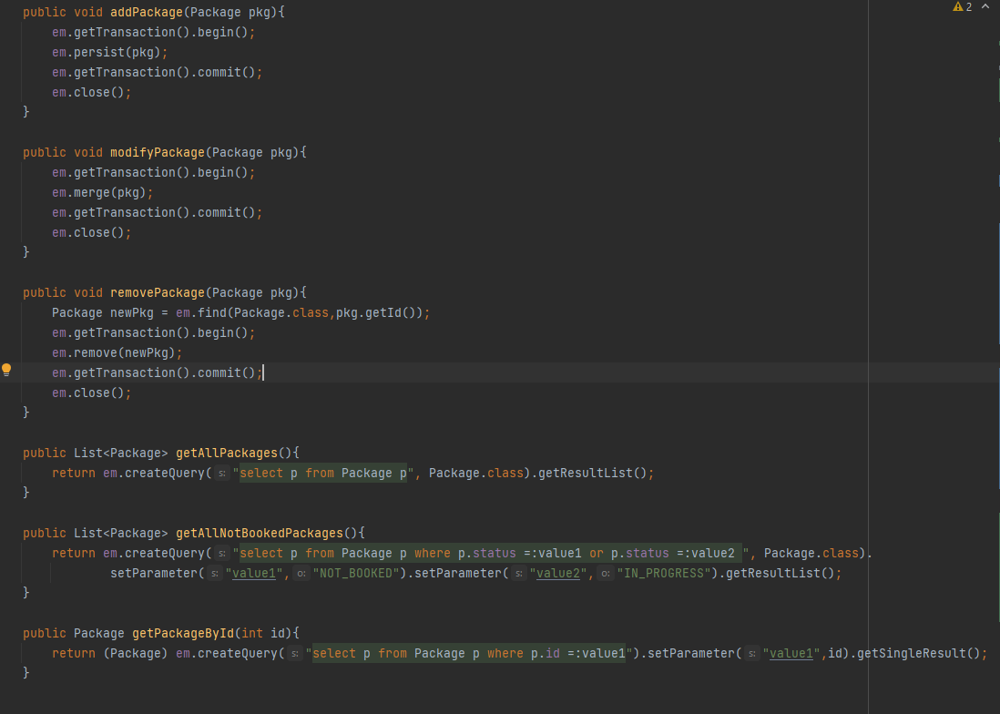 2
public void addPackage(Package pkg){
    em.getTransaction().begin();
    em.persist(pkg);
    em.getTransaction().commit();
    em.close();
}
public void modifyPackage(Package pkg){
    em.getTransaction().begin();
    em.merge(pkg);
    em.getTransaction().commit();
    em.close();
}
public void removePackage(Package pkg){
    Package newPkg = em.find(Package.class,pkg.getId());
    em.getTransaction().begin();
    em.remove(newPkg);
    em.getTransaction().commit();
    em.close();
}
public List<Package> getAllPackages(){
    return em.createQuery( s: "select p from Package p", Package.class).getResultList();
}
public List<Package> getAllNotBookedPackages(){
    return em.createQuery( s: "select p from Package p where p.status =:value1 or p.status =:value2 ", Package.class).
            setParameter( s: "value1", o: "NOT_BOOKED").setParameter( s: "value2", o: "IN_PROGRESS").getResultList();
}
public Package getPackageById(int id){
    return (Package) em.createQuery( s: "select p from Package p where p.id =:value1").setParameter( s: "value1",id).getSingleResult();
}